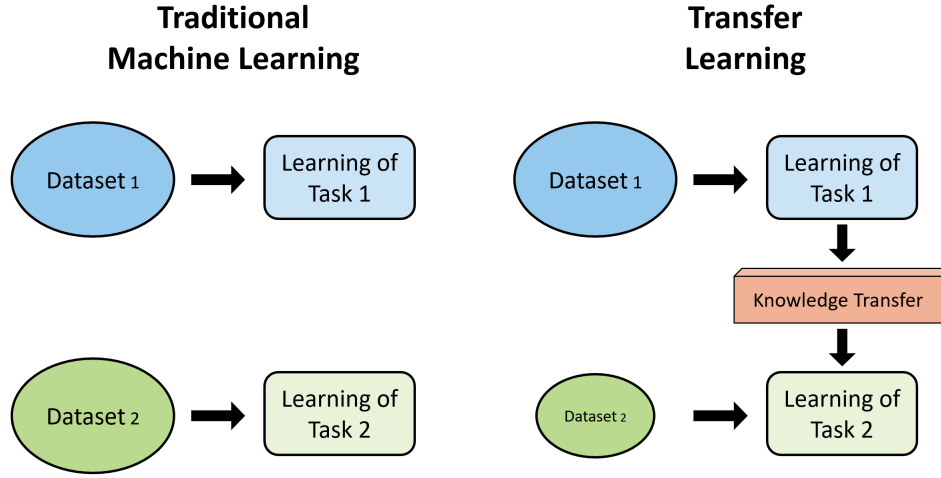 Traditional
Machine Learning
Dataset 1
Learning of
Task 1
Dataset 2
Learning of
Task 2
Transfer
Learning
Dataset 1
Learning of
Task 1
Knowledge Transfer
Dataset 2
Learning of
Task 2